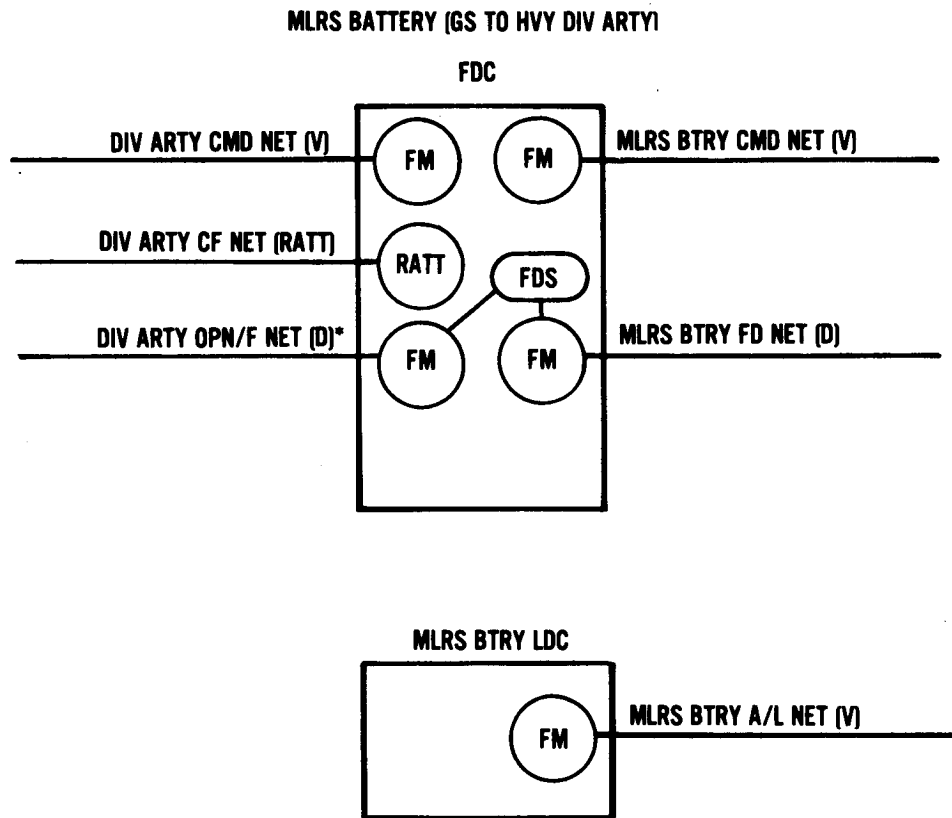 MLRS BATTERY (GS TO HVY DIV ARTY)
FDC
DIV ARTY CMD NET (V)
FM
FM
MLRS BTRY CMD NET (V)
DIV ARTY CF NET (RATT)
RATT
FDS
DIV ARTY OPN/F NET (D)*
FM
FM
MLRS BTRY FD NET (D)
MLRS BTRY LDC
FM
MLRS BTRY A/L NET (V)